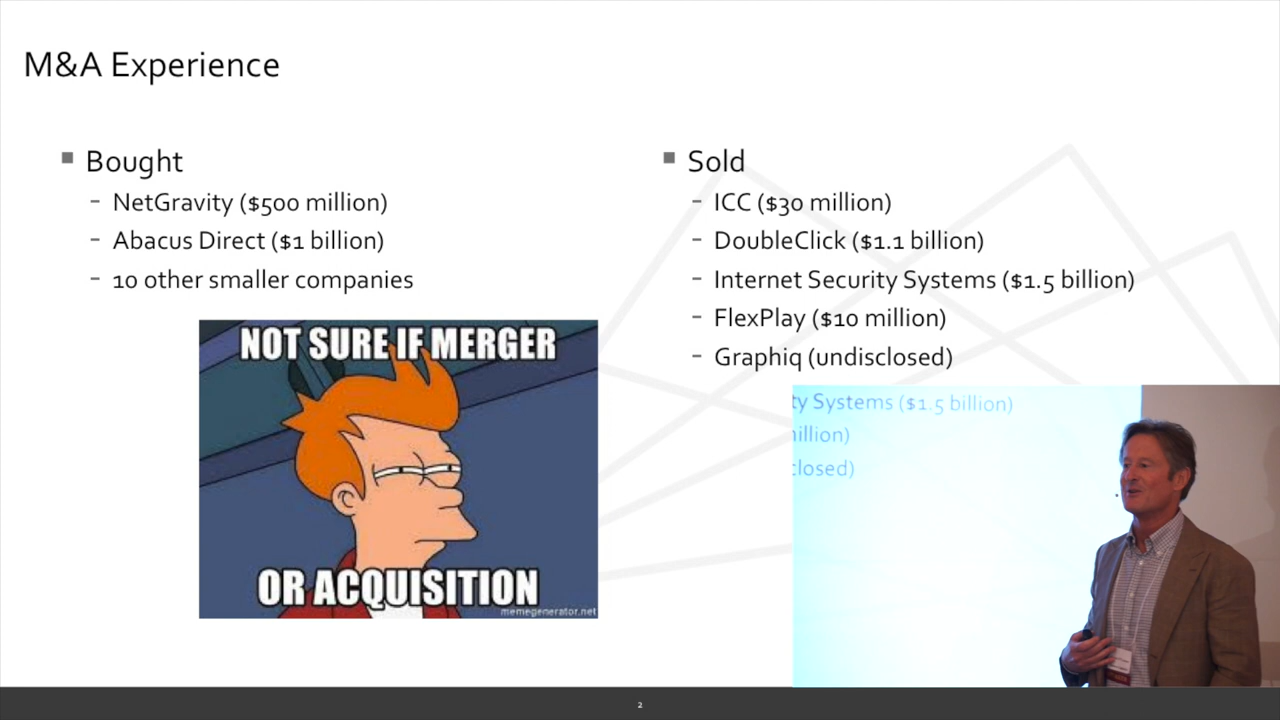 M&A Experience
Bought
NetGravity ($500 million)
Abacus Direct ($1 billion)
10 other smaller companies
NOT SURE IF MERGER
OR ACQUISITION
memegenerator.net
Sold
ICC ($30 million)
DoubleClick ($1.1 billion)
Internet Security Systems ($1.5 billion)
FlexPlay ($10 million)
Graphiq (undisclosed)
ty Systems ($1.5 billion)
illion)
closed)
2